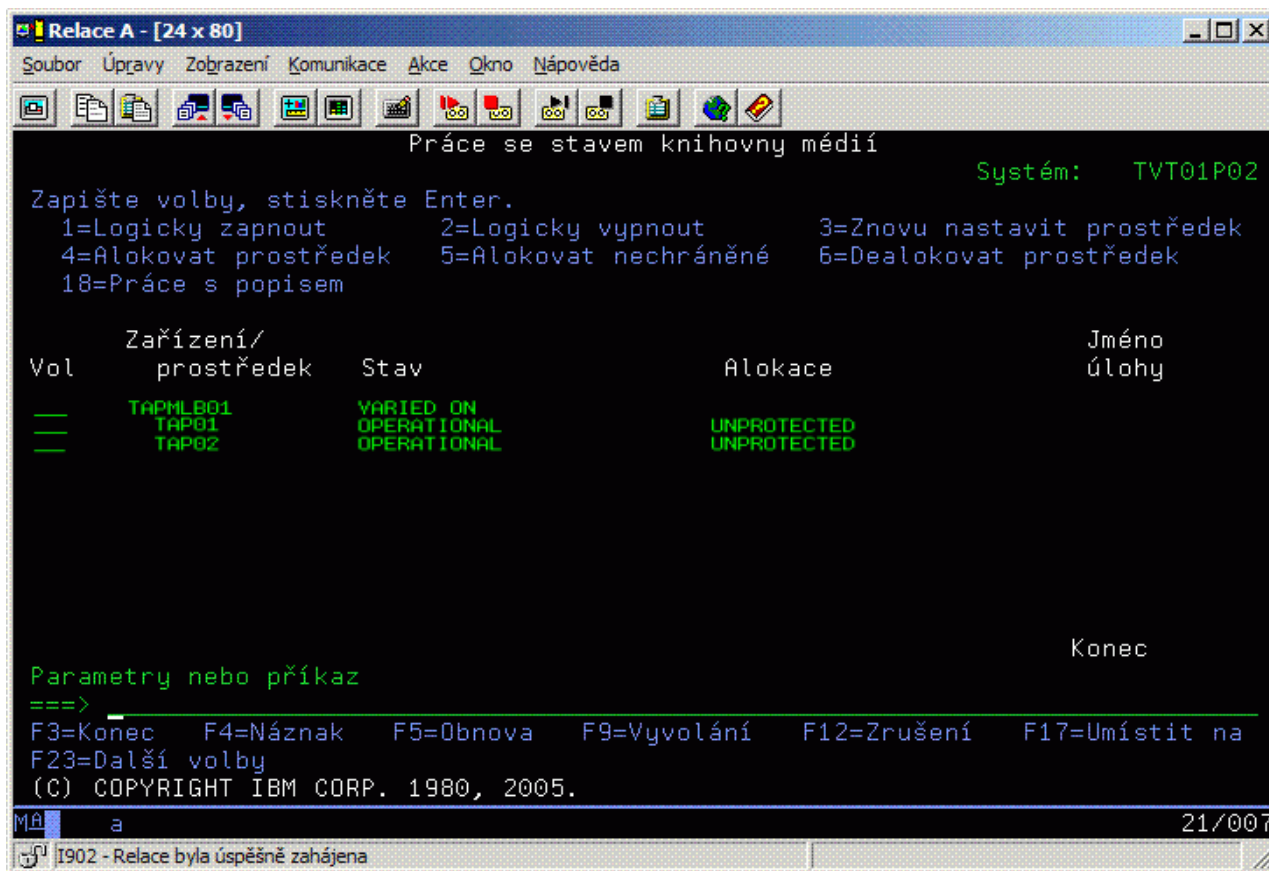 Relace A - [24 x 80]
Soubor Úpravy Zobrazení Komunikace Akce Okno Nápověda
Práce se stavem knihovny médií
Systém: TVT01P02
Zapište volby, stiskněte Enter.
1=Logicky zapnout 2=Logicky vypnout 3=Znovu nastavit prostředek
4=Alokovat prostředek 5=Alokovat nechráněné 6=Dealokovat prostředek
18=Práce s popisem
Zařízení/ Jméno
Vol prostředek Stav Alokace úlohy
TAPMLB01 VARIED ON
TAP01 OPERATIONAL UNPROTECTED
TAP02 OPERATIONAL UNPROTECTED
Konec
Parametry nebo příkaz
===>
F3=Konec F4=Náznak F5=Obnova F9=Vyvolání F12=Zrušení F17=Umístit na
F23=Další volby
(C) COPYRIGHT IBM CORP. 1980, 2005.
MA a 21/007
I902 - Relace byla úspěšně zahájena